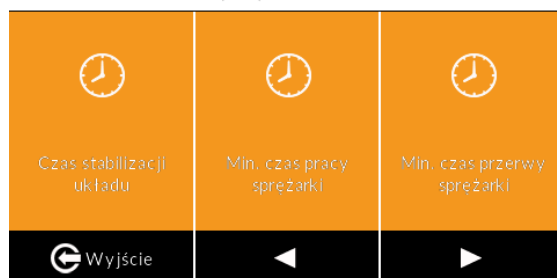 Czas stabilizacji
układu
Min. czas pracy
sprężarki
Min. czas przerwy
sprężarki
Wyjście